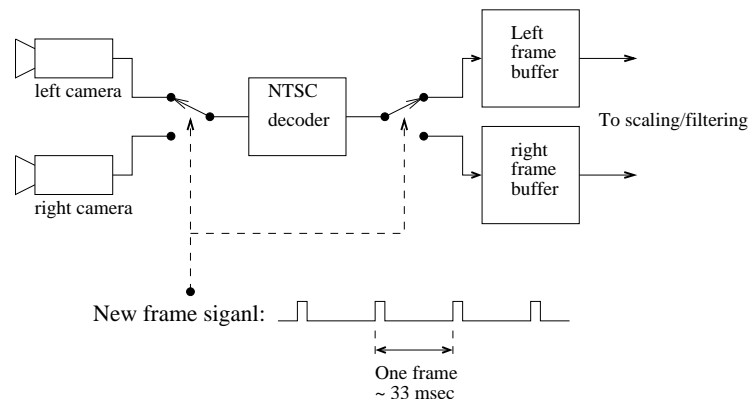 left camera
right camera
NTSC
decoder
Left
frame
buffer
right
frame
buffer
To scaling/filtering
New frame siganl:
One frame
~ 33 msec